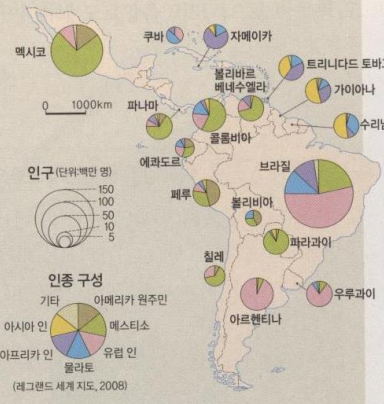 멕시코
쿠바
자메이카
볼리바르
베네수엘라
트리니다드 토바
가이아나
수리남
0 1000km
파나마
콜롬비아
에콰도르
브라질
페루
볼리비아
파라과이
칠레
우루과이
아르헨티나
인구 (단위:백만 명)
150
100
50
10
5
인종 구성
기타
아메리카 원주민
아시아 인
메스티소
아프리카 인
유럽 인
물라토
(레그랜드 세계 지도, 2008)